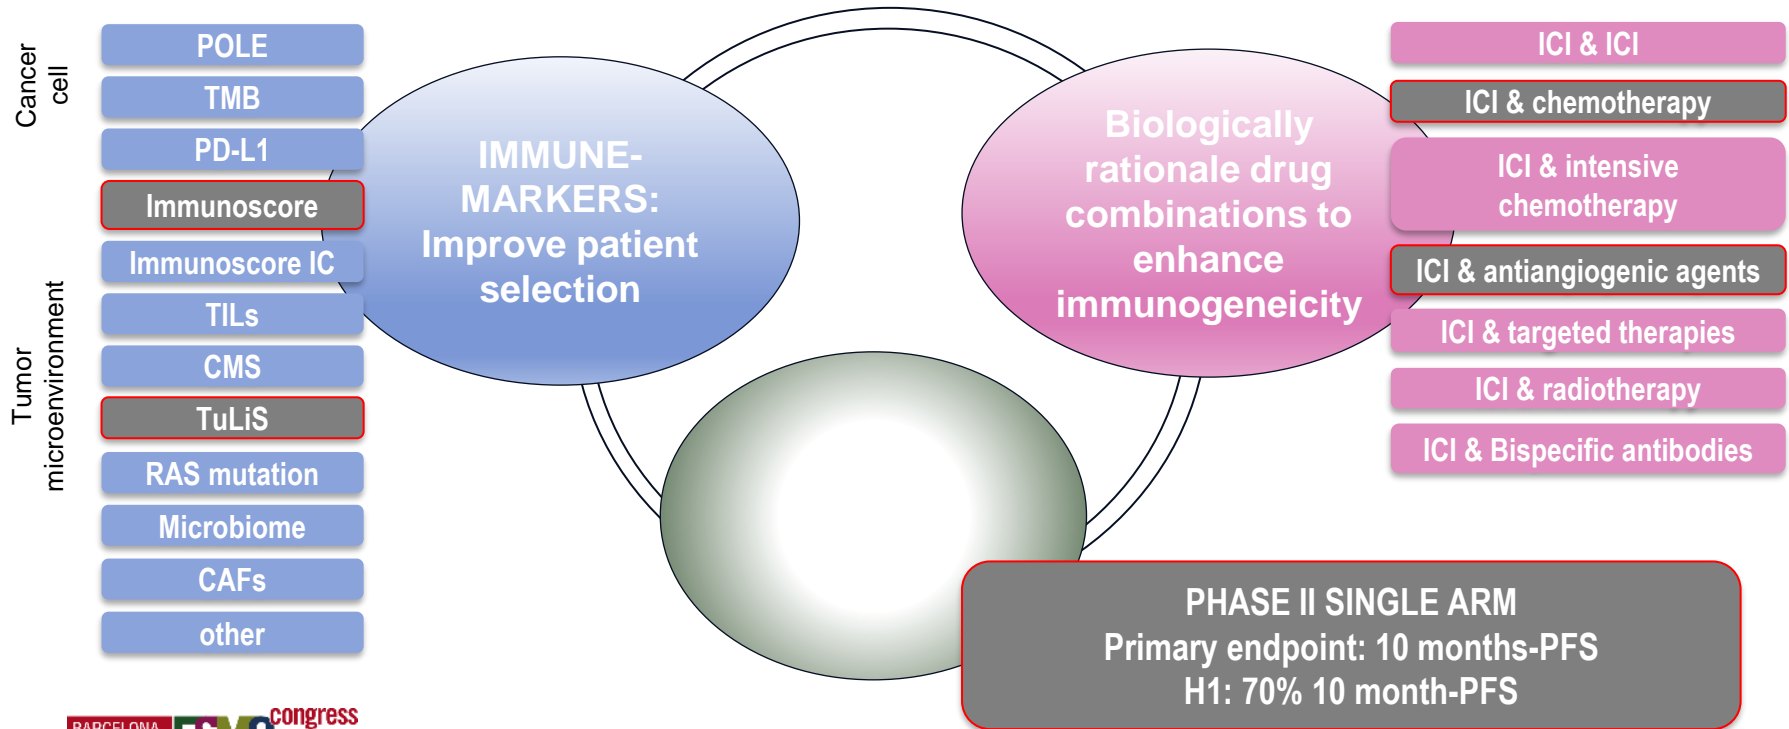 Cancer
cell
POLE
TMB
PD-L1
Immunoscore
Tumor
microenvironment
Immunoscore IC
TILs
CMS
TuLiS
RAS mutation
Microbiome
CAFs
other
IMMUNE-
MARKERS:
Improve patient
selection
Biologically
rationale drug
combinations to
enhance
immunogeneicity
ICI & ICI
ICI & chemotherapy
ICI & intensive
chemotherapy
ICI & antiangiogenic agents
ICI & targeted therapies
ICI & radiotherapy
ICI & Bispecific antibodies
PHASE II SINGLE ARM
Primary endpoint: 10 months-PFS
H1: 70% 10 month-PFS
BARCELONA
ESMO congress